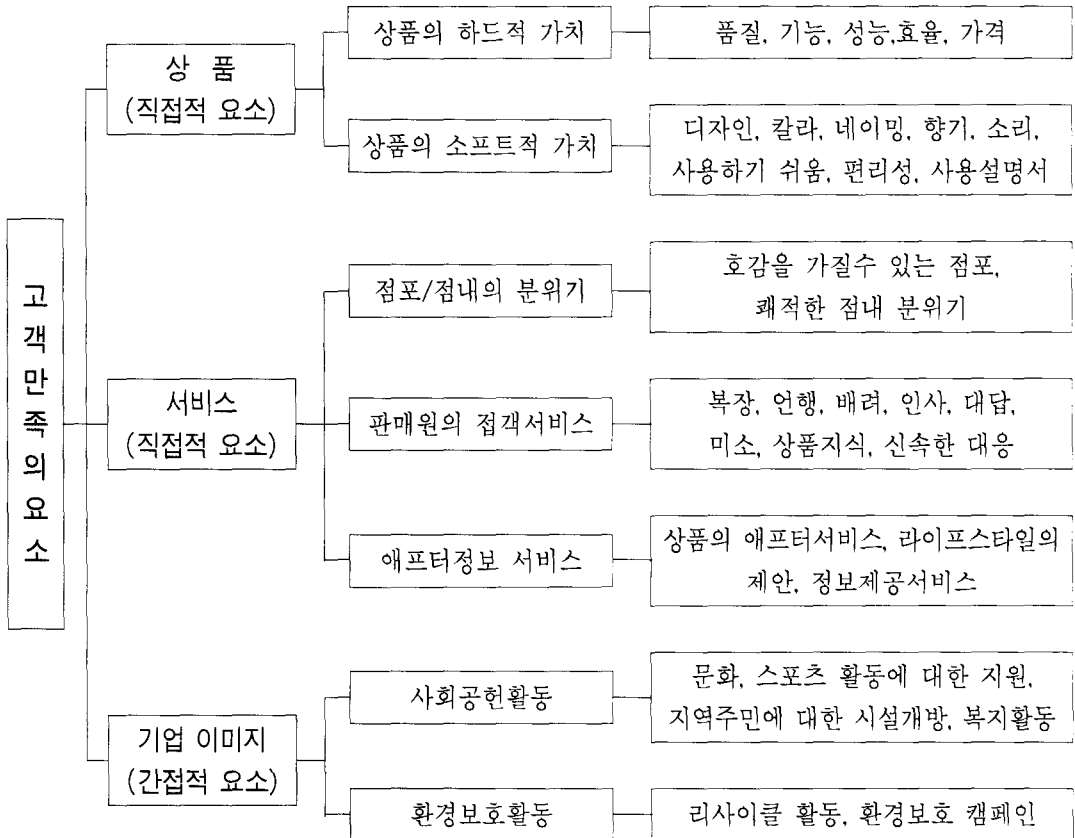 고객만족의요소
상 품
(직접적 요소)
상품의 하드적 가치
품질, 기능, 성능,효율, 가격
상품의 소프트적 가치
디자인, 칼라, 네이밍, 향기, 소리,
사용하기 쉬움, 편리성, 사용설명서
서비스
(직접적 요소)
점포/점내의 분위기
호감을 가질수 있는 점포,
쾌적한 점내 분위기
판매원의 접객서비스
복장, 언행, 배려, 인사, 대답,
미소, 상품지식, 신속한 대응
애프터정보 서비스
상품의 애프터서비스, 라이프스타일의
제안, 정보제공서비스
기업 이미지
(간접적 요소)
사회공헌활동
문화, 스포츠 활동에 대한 지원,
지역주민에 대한 시설개방, 복지활동
환경보호활동
리사이클 활동, 환경보호 캠페인